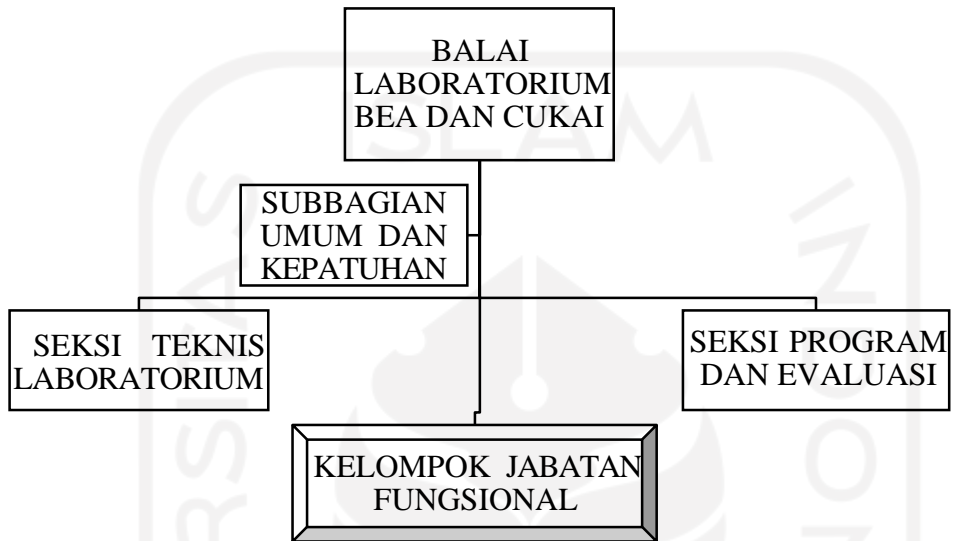 BALAI
LABORATORIUM
BEA DAN CUKAI
SUBBAGIAN
UMUM DAN
KEPATUHAN
SEKSI TEKNIS
LABORATORIUM
SEKSI PROGRAM
DAN EVALUASI
KELOMPOK JABATAN
FUNGSIONAL
ISLAM